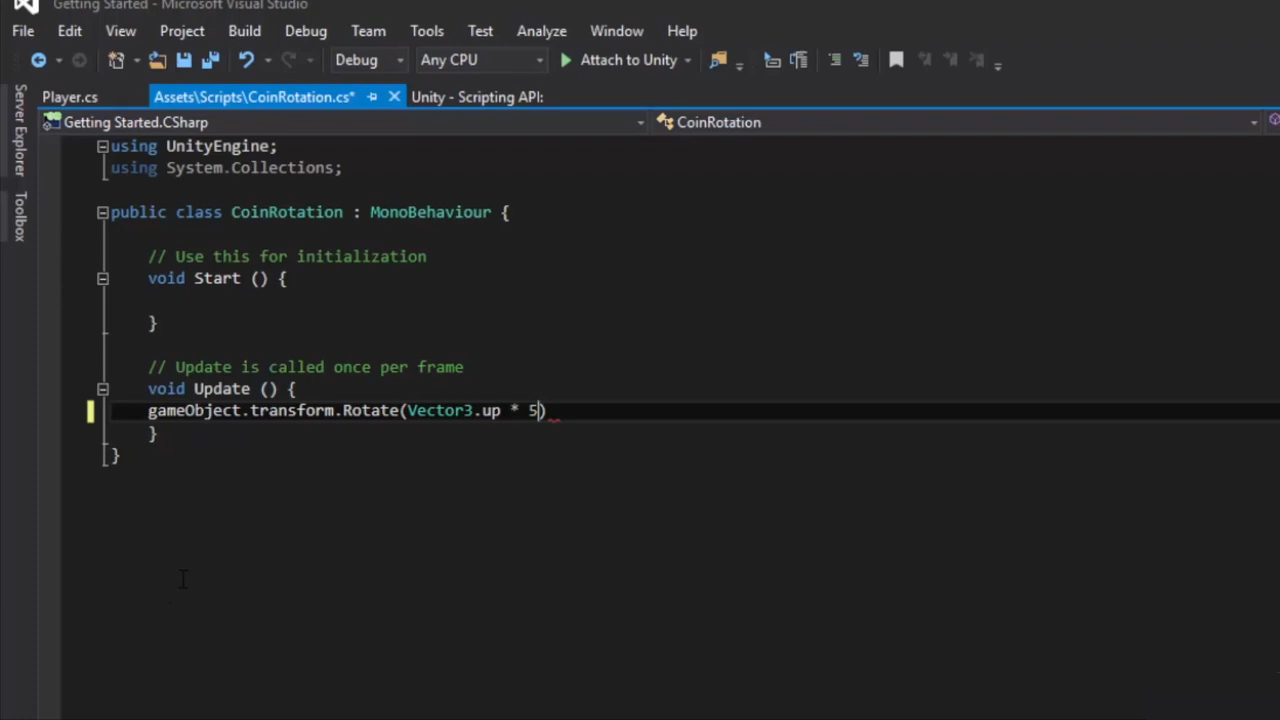 Getting Started - Microsoft Visual Studio
File Edit View Project Build Debug Team Tools Test Analyze Window Help
Debug Any CPU Attach to Unity
Server Explorer
Toolbox
Player.cs Assets\Scripts\CoinRotation.cs* Unity - Scripting API:
Getting Started.CSharp CoinRotation
using UnityEngine;
using System.Collections;
public class CoinRotation : MonoBehaviour {
// Use this for initialization
void Start () {
}
// Update is called once per frame
void Update () {
gameObject.transform.Rotate(Vector3.up * 5)
}
}